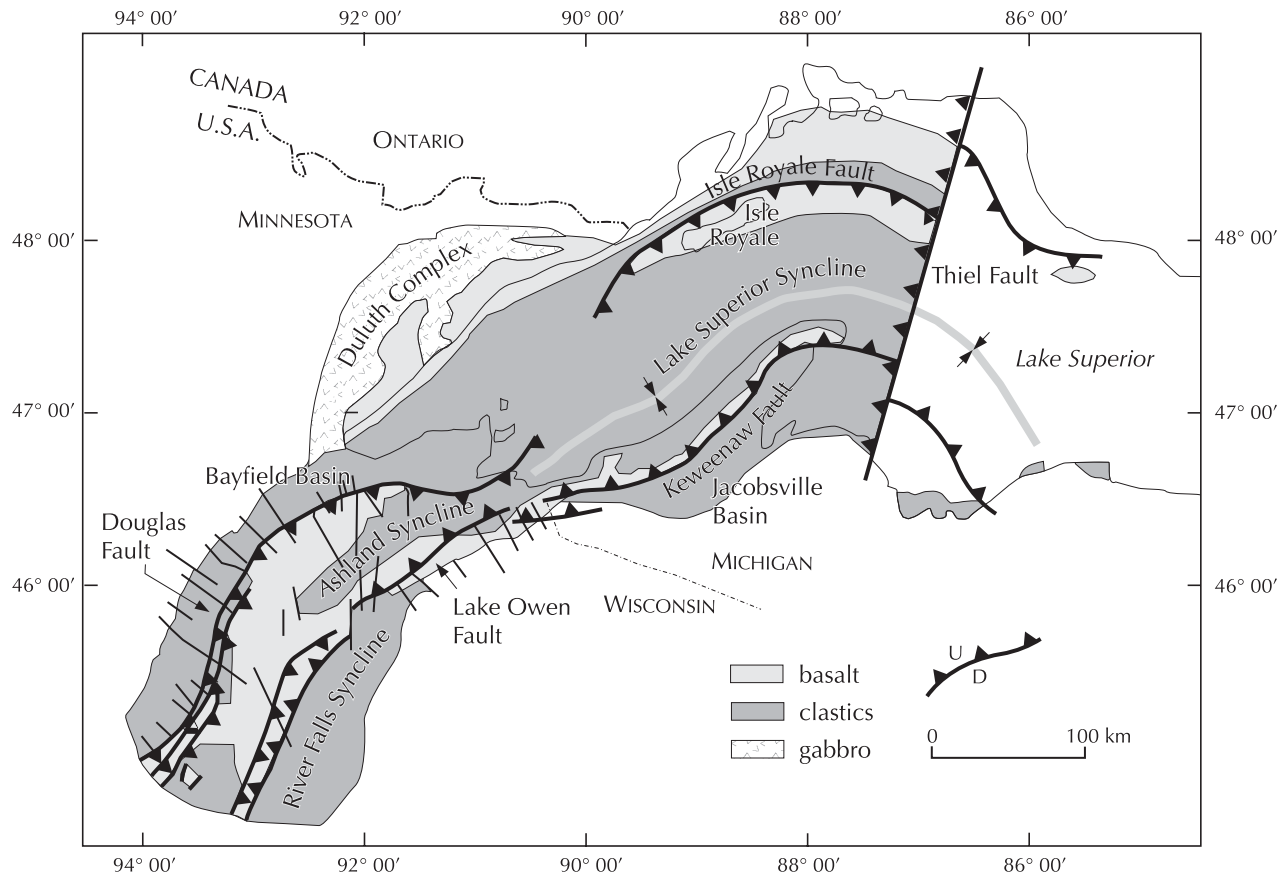 94° 00′ 92° 00′ 90° 00′ 88° 00′ 86° 00′
CANADA
U.S.A.
ONTARIO
MINNESOTA
Isle Royale Fault
Isle
Royale
48° 00′ 48° 00′
Duluth Complex
Lake Superior Syncline
Thiel Fault
Lake Superior
47° 00′ 47° 00′
Keweenaw Fault
Bayfield Basin
Jacobsville
Basin
Douglas
Fault
Ashland Syncline
MICHIGAN
46° 00′ 46° 00′
Lake Owen
Fault
WISCONSIN
River Falls Syncline
U
D
basalt
clastics
gabbro
0 100 km
94° 00′ 92° 00′ 90° 00′ 88° 00′ 86° 00′